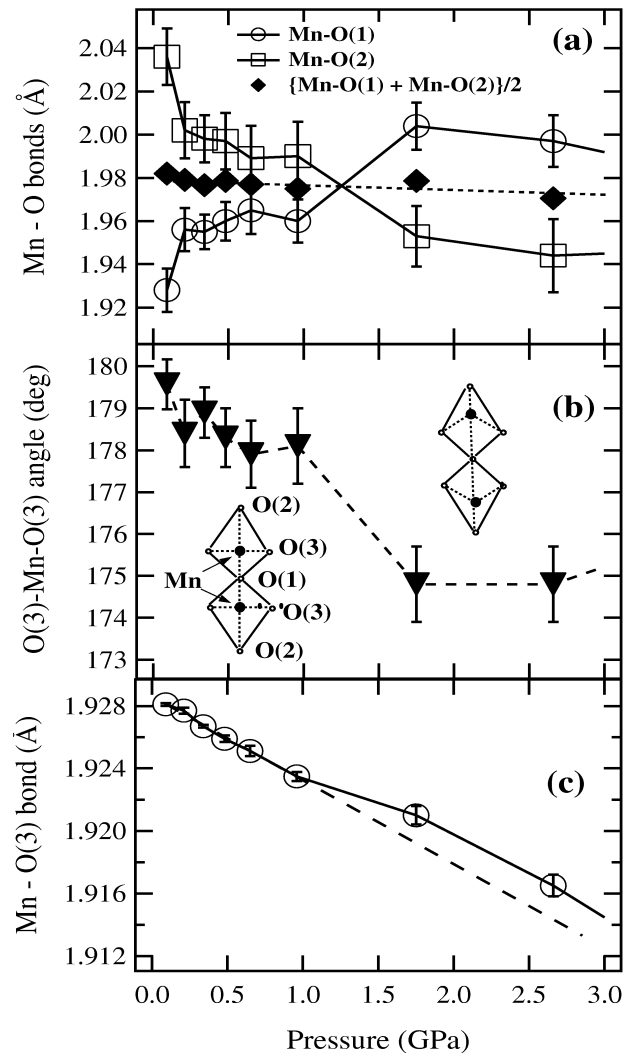 (a)
Mn-O(1)
Mn-O(2)
{Mn-O(1) + Mn-O(2)}/2
Mn - O bonds (Å)
2.04
2.02
2.00
1.98
1.96
1.94
1.92
(b)
O(3)-Mn-O(3) angle (deg)
180
179
178
177
176
175
174
173
O(2)
O(3)
Mn
O(1)
O(3)
O(2)
(c)
Mn - O(3) bond (Å)
1.928
1.924
1.920
1.916
1.912
0.0 0.5 1.0 1.5 2.0 2.5 3.0
Pressure (GPa)